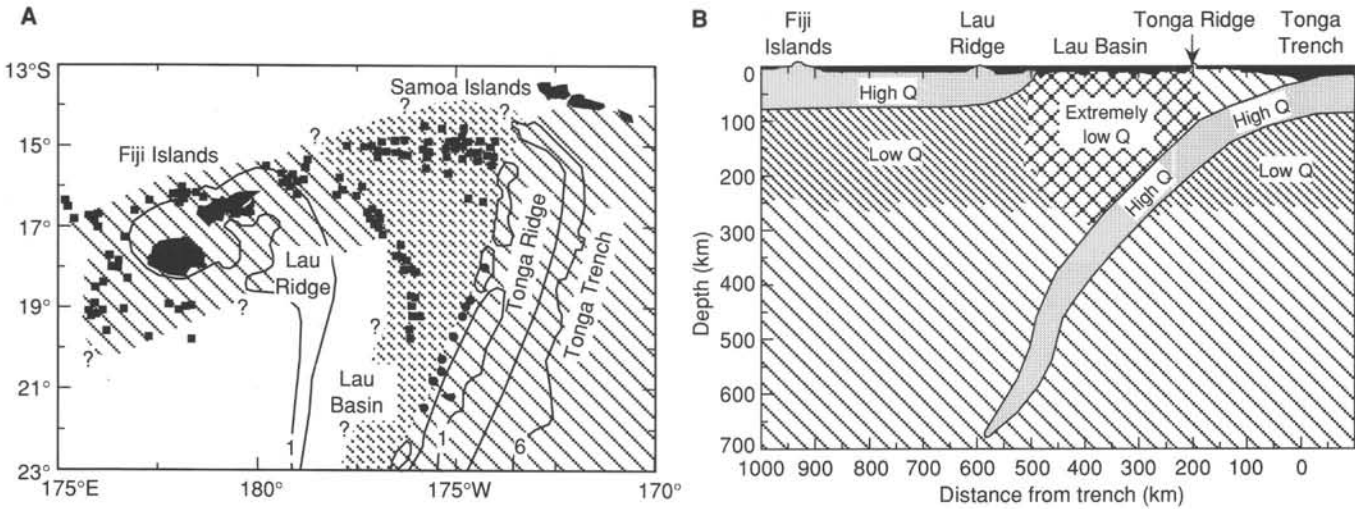 A
13°S
15°
17°
19°
21°
23°
175°E
180°
175°W
170°
Samoa Islands
Fiji Islands
Lau
Ridge
Lau
Basin
Tonga Ridge
Tonga Trench
?
?
?
?
?
?
?
1
1
6
B
Fiji
Islands
Lau
Ridge
Lau Basin
Tonga Ridge
Tonga
Trench
0
100
200
300
400
500
600
700
Depth (km)
High Q
Low Q
Extremely
low Q
High Q
High Q
Low Q
1000 900 800 700 600 500 400 300 200 100 0
Distance from trench (km)